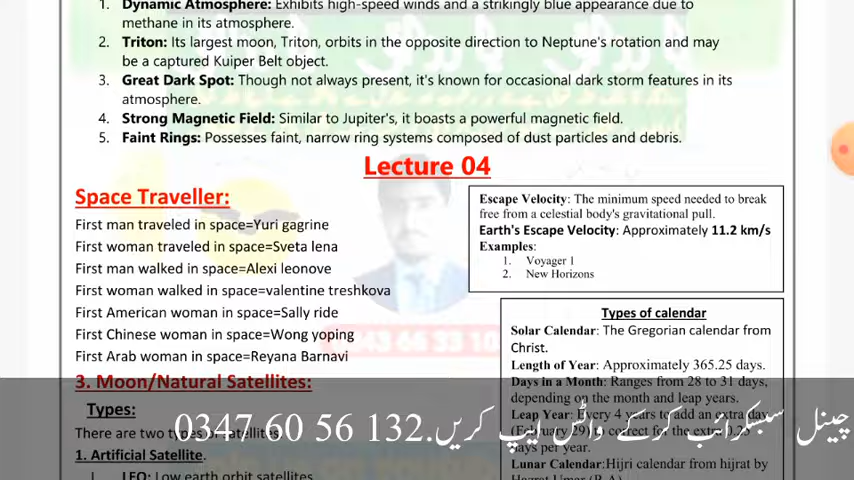 1. Dynamic Atmosphere: Exhibits high-speed winds and a strikingly blue appearance due to
methane in its atmosphere.
2. Triton: Its largest moon, Triton, orbits in the opposite direction to Neptune's rotation and may
be a captured Kuiper Belt object.
3. Great Dark Spot: Though not always present, it's known for occasional dark storm features in its
atmosphere.
4. Strong Magnetic Field: Similar to Jupiter's, it boasts a powerful magnetic field.
5. Faint Rings: Possesses faint, narrow ring systems composed of dust particles and debris.
Lecture 04
Space Traveller:
First man traveled in space=Yuri gagrine
First woman traveled in space=Sveta lena
First man walked in space=Alexi leonove
First woman walked in space=valentine treshkova
First American woman in space=Sally ride
First Chinese woman in space=Wong yoping
First Arab woman in space=Reyana Barnavi
3. Moon/Natural Satellites:
Types:
There are two types of satellites
1. Artificial Satellite.
LEO: Low earth orbit satellites
Escape Velocity: The minimum speed needed to break
free from a celestial body's gravitational pull.
Earth's Escape Velocity: Approximately 11.2 km/s
Examples:
1. Voyager 1
2. New Horizons
Types of calendar
Solar Calendar: The Gregorian calendar from
Christ.
Length of Year: Approximately 365.25 days.
Days in a Month: Ranges from 28 to 31 days,
depending on the month and leap years.
Leap Year: Every 4 years to add an extra day
(February 29) to correct for the extra 0.25
days per year.
Lunar Calendar:Hijri calendar from hijrat by
Hazrat Umar (R.A)
چینل سبسکرائب کرکے واٹس ایپ کریں.0347 60 56 132